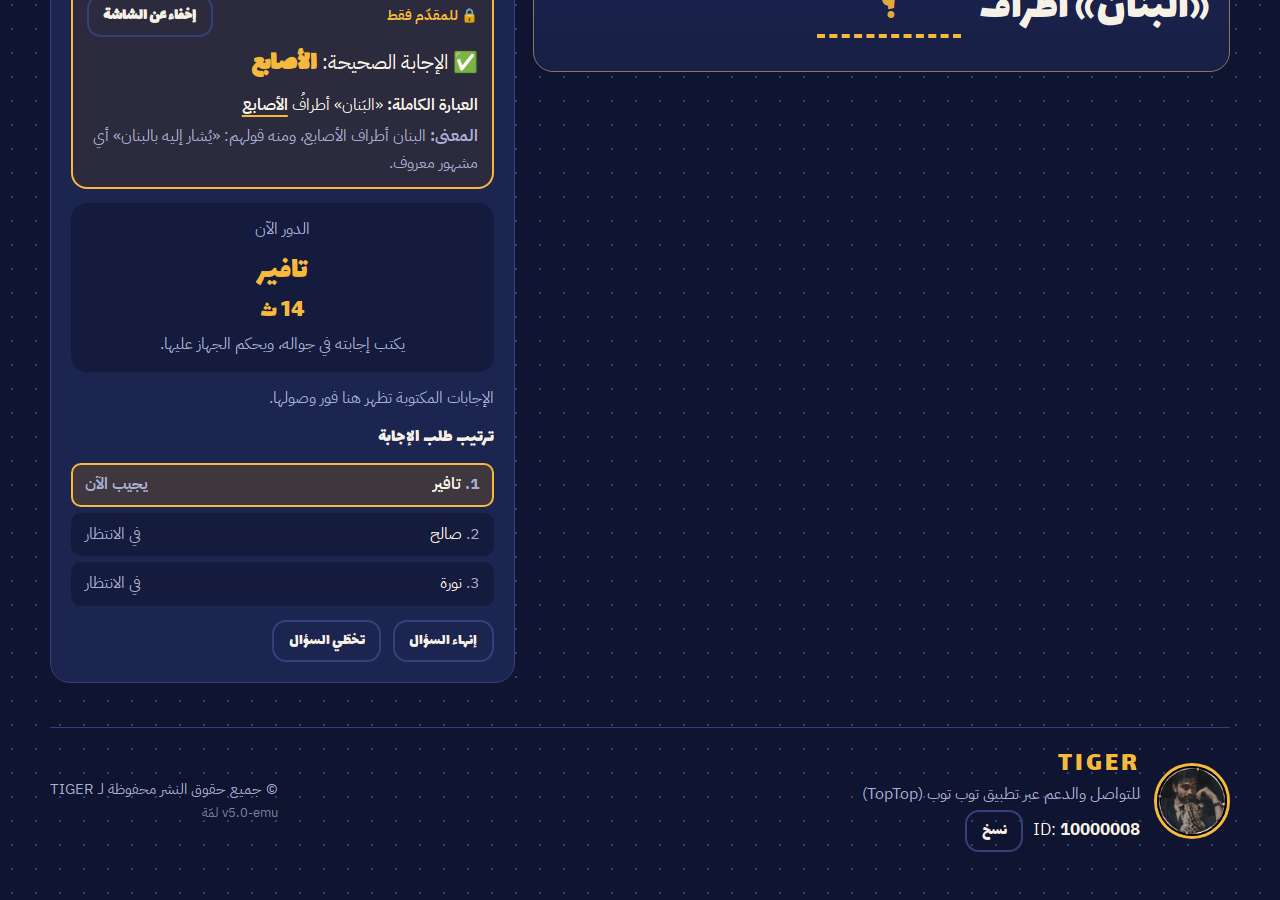 «البنان» أطراف ؟
🔒 للمقدّم فقط
إخفاء عن الشاشة
✅ الإجابة الصحيحة: الأصابع
العبارة الكاملة: «البَنان» أطرافُ الأصابع
المعنى: البنان أطراف الأصابع، ومنه قولهم: «يُشار إليه بالبنان» أي
مشهور معروف.
الدور الآن
تافير
14 ث
يكتب إجابته في جواله، ويحكم الجهاز عليها.
الإجابات المكتوبة تظهر هنا فور وصولها.
ترتيب طلب الإجابة
1. تافير يجيب الآن
2. صالح في الانتظار
3. نورة في الانتظار
إنهاء السؤال
تخطّي السؤال
TIGER
للتواصل والدعم عبر تطبيق توب توب (TopTop)
ID: 10000008
نسخ
© جميع حقوق النشر محفوظة لـ TIGER
لمّة v5.0-emu